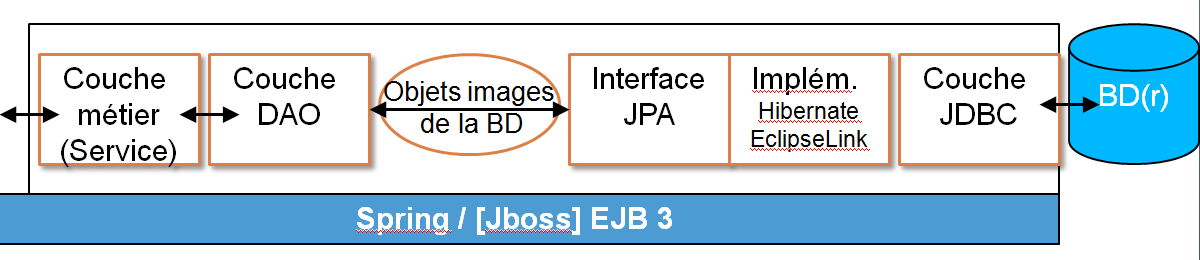 Couche
métier
(Service)
Couche
DAO
Objets images
de la BD
Interface
JPA
Implém.
Hibernate
EclipseLink
Couche
JDBC
BD(r)
Spring / [Jboss] EJB 3